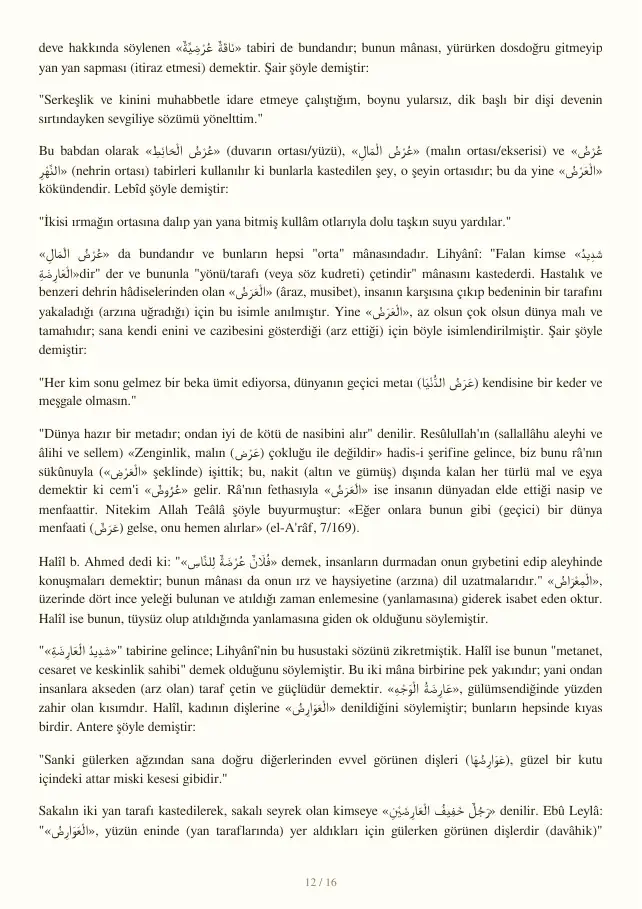 deve hakkında söylenen «نَاقَةٌ عُرْضِيَّةٌ» tabiri de bundandır; bunun mânası, yürürken dosdoğru gitmeyip
yan yan sapması (itiraz etmesi) demektir. Şair şöyle demiştir:
"Serkeşlik ve kinini muhabbetle idare etmeye çalıştığım, boynu yularsız, dik başlı bir dişi devenin
sırtındayken sevgiliye sözümü yönelttim."
Bu babdan olarak «عُرْضُ الْحَائِطِ» (duvarın ortası/yüzü), «عُرْضُ الْمَالِ» (malın ortası/ekserisi) ve «عُرْضُ
النَّهْرِ» (nehrin ortası) tabirleri kullanılır ki bunlarla kastedilen şey, o şeyin ortasıdır; bu da yine «الْعَرْضُ»
kökündendir. Lebîd şöyle demiştir:
"İkisi ırmağın ortasına dalıp yan yana bitmiş kullâm otlarıyla dolu taşkın suyu yardılar."
«عُرْضُ الْمَالِ» da bundandır ve bunların hepsi "orta" mânasındadır. Lihyânî: "Falan kimse «شَدِيدُ
الْعَارِضَةِ»dir" der ve bununla "yönü/tarafı (veya söz kudreti) çetindir" mânasını kastederdi. Hastalık ve
benzeri dehrin hâdiselerinden olan «الْعَرَضُ» (âraz, musibet), insanın karşısına çıkıp bedeninin bir tarafını
yakaladığı (arzına uğradığı) için bu isimle anılmıştır. Yine «الْعَرَضُ», az olsun çok olsun dünya malı ve
tamahıdır; sana kendi enini ve cazibesini gösterdiği (arz ettiği) için böyle isimlendirilmiştir. Şair şöyle
demiştir:
"Her kim sonu gelmez bir beka ümit ediyorsa, dünyanın geçici metaı (عَرَضُ الدُّنْيَا) kendisine bir keder ve
meşgale olmasın."
"Dünya hazır bir metadır; ondan iyi de kötü de nasibini alır" denilir. Resûlullah'ın (sallallâhu aleyhi ve
âlihi ve sellem) «Zenginlik, malın (عَرَضِ) çokluğu ile değildir» hadis-i şerifine gelince, biz bunu râ'nın
sükûnuyla («الْعَرْضِ» şeklinde) işittik; bu, nakit (altın ve gümüş) dışında kalan her türlü mal ve eşya
demektir ki cem'i «عُرُوضٌ» gelir. Râ'nın fethasıyla «الْعَرَضُ» ise insanın dünyadan elde ettiği nasip ve
menfaattir. Nitekim Allah Teâlâ şöyle buyurmuştur: «Eğer onlara bunun gibi (geçici) bir dünya
menfaati (عَرَضٌ) gelse, onu hemen alırlar» (el-A'râf, 7/169).
Halîl b. Ahmed dedi ki: "«فُلَانٌ عُرْضَةٌ لِلنَّاسِ» demek, insanların durmadan onun gıybetini edip aleyhinde
konuşmaları demektir; bunun mânası da onun ırz ve haysiyetine (arzına) dil uzatmalarıdır." «الْمِعْرَاضُ»,
üzerinde dört ince yeleği bulunan ve atıldığı zaman enlemesine (yanlamasına) giderek isabet eden oktur.
Halîl ise bunun, tüysüz olup atıldığında yanlamasına giden ok olduğunu söylemiştir.
"«شَدِيدُ الْعَارِضَةِ»" tabirine gelince; Lihyânî'nin bu husustaki sözünü zikretmiştik. Halîl ise bunun "metanet,
cesaret ve keskinlik sahibi" demek olduğunu söylemiştir. Bu iki mâna birbirine pek yakındır; yani ondan
insanlara akseden (arz olan) taraf çetin ve güçlüdür demektir. «عَارِضَةُ الْوَجْهِ», gülümsendiğinde yüzden
zahir olan kısımdır. Halîl, kadının dişlerine «الْعَوَارِضُ» denildiğini söylemiştir; bunların hepsinde kıyas
birdir. Antere şöyle demiştir:
"Sanki gülerken ağzından sana doğru diğerlerinden evvel görünen dişleri (عَوَارِضُهَا), güzel bir kutu
içindeki attar miski kesesi gibidir."
Sakalın iki yan tarafı kastedilerek, sakalı seyrek olan kimseye «رَجُلٌ خَفِيفُ الْعَارِضَيْنِ» denilir. Ebû Leylâ:
"«الْعَوَارِضُ», yüzün eninde (yan taraflarında) yer aldıkları için gülerken görünen dişlerdir (davâhik)"
12 / 16